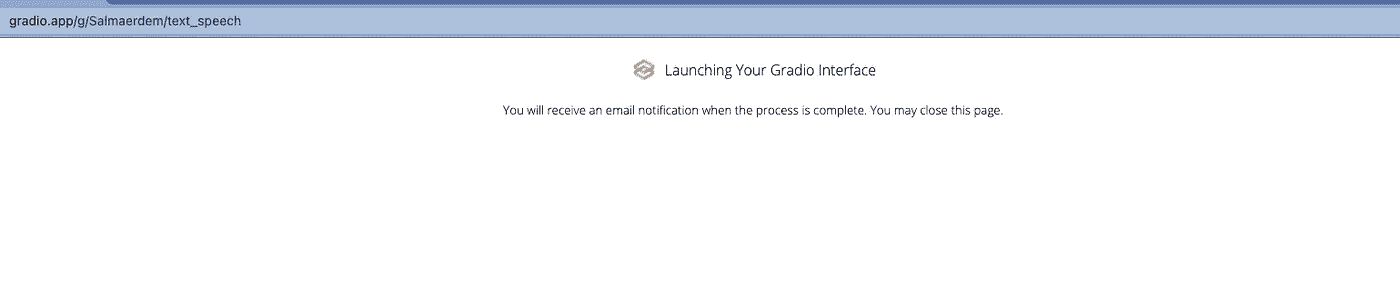 gradio.app/g/Salmaerdem/text_speech
Launching Your Gradio Interface
You will receive an email notification when the process is complete. You may close this page.